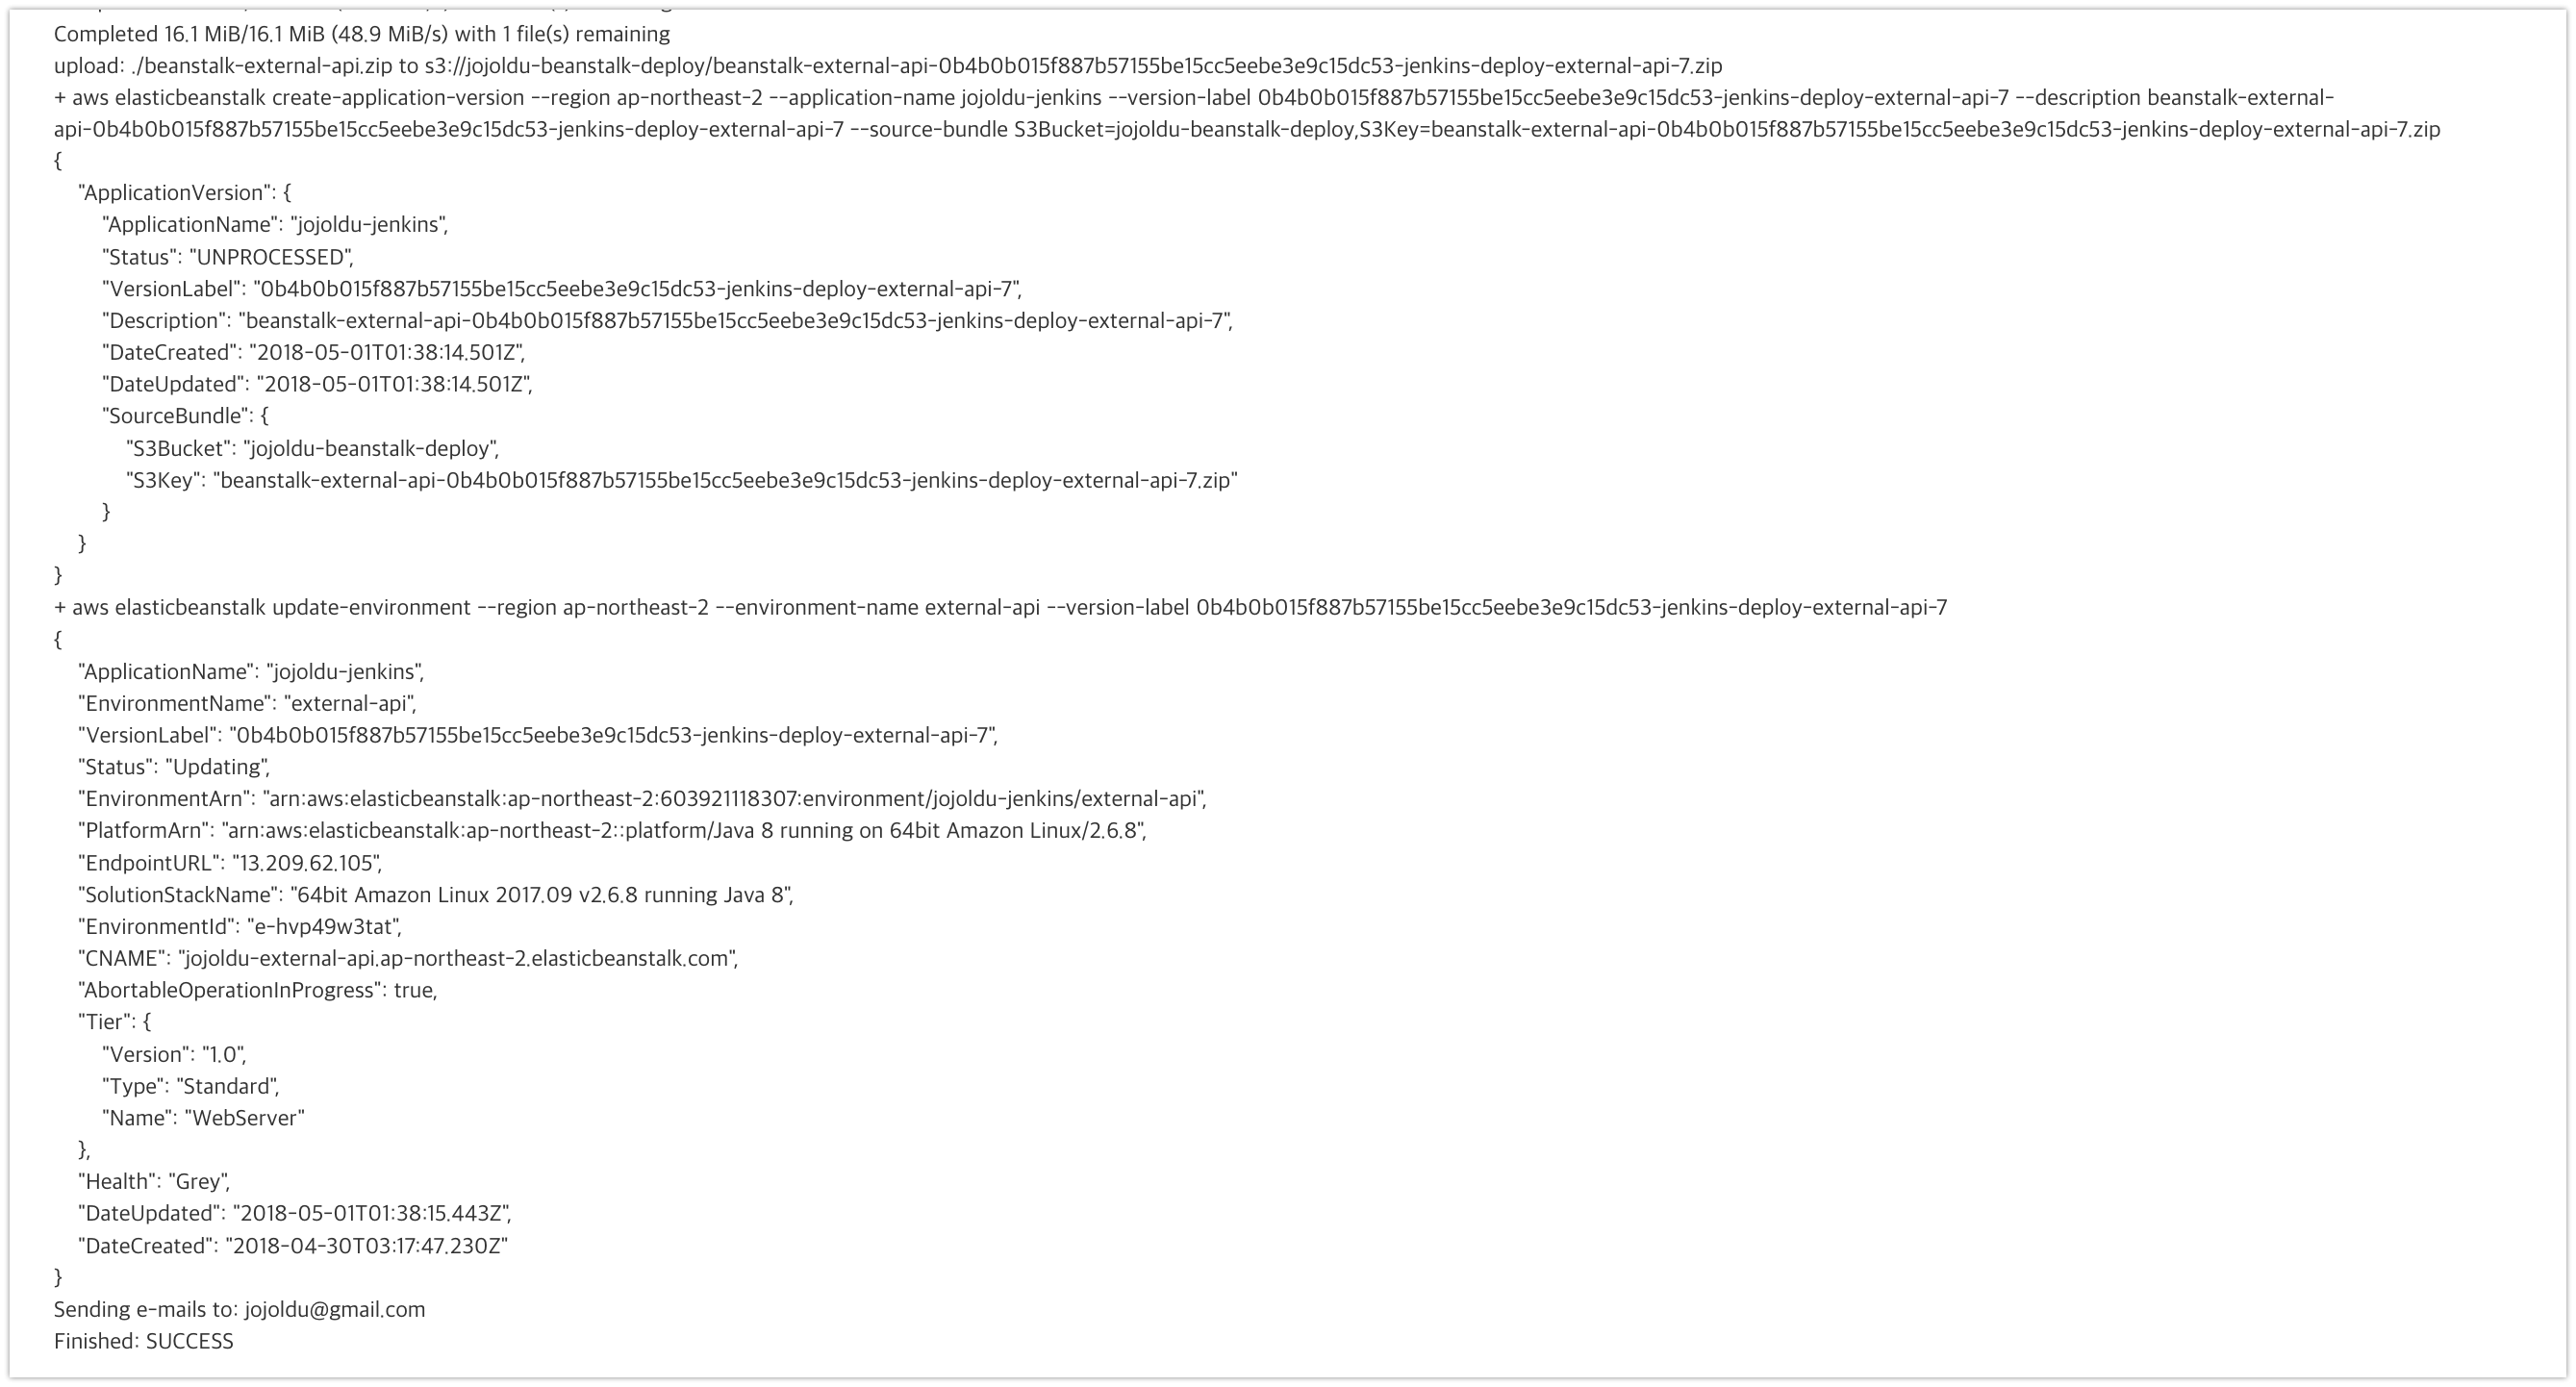 Completed 16.1 MiB/16.1 MiB (48.9 MiB/s) with 1 file(s) remaining
upload: ./beanstalk-external-api.zip to s3://jojoldu-beanstalk-deploy/beanstalk-external-api-0b4b0b015f887b57155be15cc5eebe3e9c15dc53-jenkins-deploy-external-api-7.zip
+ aws elasticbeanstalk create-application-version --region ap-northeast-2 --application-name jojoldu-jenkins --version-label 0b4b0b015f887b57155be15cc5eebe3e9c15dc53-jenkins-deploy-external-api-7 --description beanstalk-external-
api-0b4b0b015f887b57155be15cc5eebe3e9c15dc53-jenkins-deploy-external-api-7 --source-bundle S3Bucket=jojoldu-beanstalk-deploy,S3Key=beanstalk-external-api-0b4b0b015f887b57155be15cc5eebe3e9c15dc53-jenkins-deploy-external-api-7.zip
{
    "ApplicationVersion": {
        "ApplicationName": "jojoldu-jenkins",
        "Status": "UNPROCESSED",
        "VersionLabel": "0b4b0b015f887b57155be15cc5eebe3e9c15dc53-jenkins-deploy-external-api-7",
        "Description": "beanstalk-external-api-0b4b0b015f887b57155be15cc5eebe3e9c15dc53-jenkins-deploy-external-api-7",
        "DateCreated": "2018-05-01T01:38:14.501Z",
        "DateUpdated": "2018-05-01T01:38:14.501Z",
        "SourceBundle": {
            "S3Bucket": "jojoldu-beanstalk-deploy",
            "S3Key": "beanstalk-external-api-0b4b0b015f887b57155be15cc5eebe3e9c15dc53-jenkins-deploy-external-api-7.zip"
        }
    }
}
+ aws elasticbeanstalk update-environment --region ap-northeast-2 --environment-name external-api --version-label 0b4b0b015f887b57155be15cc5eebe3e9c15dc53-jenkins-deploy-external-api-7
{
    "ApplicationName": "jojoldu-jenkins",
    "EnvironmentName": "external-api",
    "VersionLabel": "0b4b0b015f887b57155be15cc5eebe3e9c15dc53-jenkins-deploy-external-api-7",
    "Status": "Updating",
    "EnvironmentArn": "arn:aws:elasticbeanstalk:ap-northeast-2:603921118307:environment/jojoldu-jenkins/external-api",
    "PlatformArn": "arn:aws:elasticbeanstalk:ap-northeast-2::platform/Java 8 running on 64bit Amazon Linux/2.6.8",
    "EndpointURL": "13.209.62.105",
    "SolutionStackName": "64bit Amazon Linux 2017.09 v2.6.8 running Java 8",
    "EnvironmentId": "e-hvp49w3tat",
    "CNAME": "jojoldu-external-api.ap-northeast-2.elasticbeanstalk.com",
    "AbortableOperationInProgress": true,
    "Tier": {
        "Version": "1.0",
        "Type": "Standard",
        "Name": "WebServer"
    },
    "Health": "Grey",
    "DateUpdated": "2018-05-01T01:38:15.443Z",
    "DateCreated": "2018-04-30T03:17:47.230Z"
}
Sending e-mails to: jojoldu@gmail.com
Finished: SUCCESS